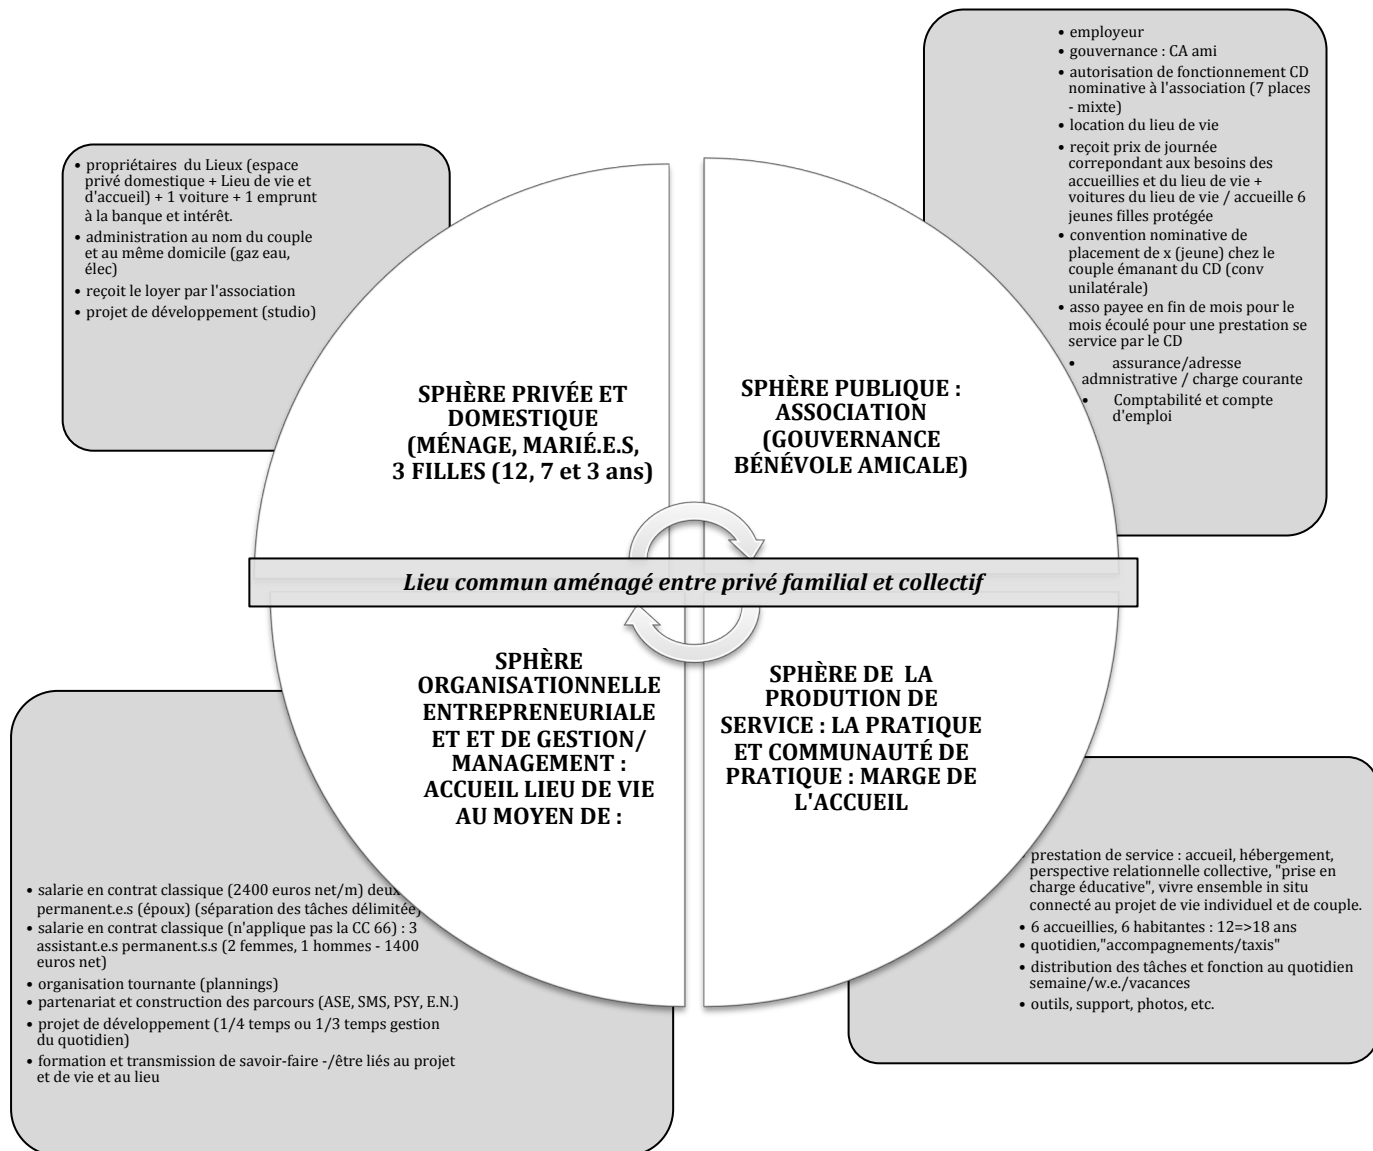 • propriétaires du Lieux (espace
privé domestique + Lieu de vie et
d'accueil) + 1 voiture + 1 emprunt
à la banque et intérêt.
• administration au nom du couple
et au même domicile (gaz eau,
élec)
• reçoit le loyer par l'association
• projet de développement (studio)
• employeur
• gouvernance : CA ami
• autorisation de fonctionnement CD
nominative à l'association (7 places
- mixte)
• location du lieu de vie
• reçoit prix de journée
correpondant aux besoins des
accueillies et du lieu de vie +
voitures du lieu de vie / accueille 6
jeunes filles protégée
• convention nominative de
placement de x (jeune) chez le
couple émanant du CD (conv
unilatérale)
• asso payee en fin de mois pour le
mois écoulé pour une prestation se
service par le CD
• assurance/adresse
admnistrative / charge courante
• Comptabilité et compte
d'emploi
SPHÈRE PRIVÉE ET
DOMESTIQUE
(MÉNAGE, MARIÉ.E.S,
3 FILLES (12, 7 et 3 ans)
SPHÈRE PUBLIQUE :
ASSOCIATION
(GOUVERNANCE
BÉNÉVOLE AMICALE)
Lieu commun aménagé entre privé familial et collectif
SPHÈRE
ORGANISATIONNELLE
ENTREPRENEURIALE
ET ET DE GESTION/
MANAGEMENT :
ACCUEIL LIEU DE VIE
AU MOYEN DE :
SPHÈRE DE LA
PRODUTION DE
SERVICE : LA PRATIQUE
ET COMMUNAUTÉ DE
PRATIQUE : MARGE DE
L'ACCUEIL
• salarie en contrat classique (2400 euros net/m) deux
permanent.e.s (époux) (séparation des tâches délimitée)
• salarie en contrat classique (n'applique pas la CC 66) : 3
assistant.e.s permanent.s.s (2 femmes, 1 hommes - 1400
euros net)
• organisation tournante (plannings)
• partenariat et construction des parcours (ASE, SMS, PSY, E.N.)
• projet de développement (1/4 temps ou 1/3 temps gestion
du quotidien)
• formation et transmission de savoir-faire -/être liés au projet
et de vie et au lieu
• prestation de service : accueil, hébergement,
perspective relationnelle collective, "prise en
charge éducative", vivre ensemble in situ
connecté au projet de vie individuel et de couple.
• 6 accueillies, 6 habitantes : 12=>18 ans
• quotidien,"accompagnements/taxis"
• distribution des tâches et fonction au quotidien
semaine/w.e./vacances
• outils, support, photos, etc.